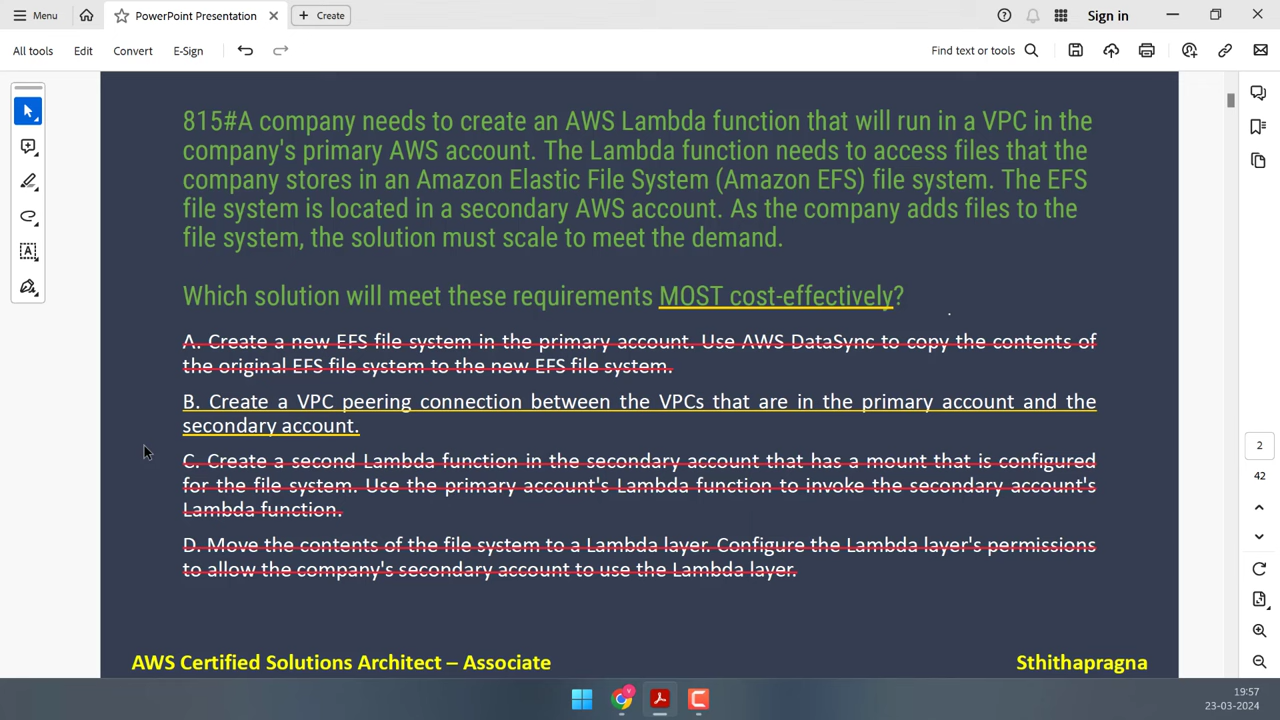 Menu
PowerPoint Presentation
Create
Sign in
All tools
Edit
Convert
E-Sign
Find text or tools
815#A company needs to create an AWS Lambda function that will run in a VPC in the
company's primary AWS account. The Lambda function needs to access files that the
company stores in an Amazon Elastic File System (Amazon EFS) file system. The EFS
file system is located in a secondary AWS account. As the company adds files to the
file system, the solution must scale to meet the demand.
Which solution will meet these requirements MOST cost-effectively?
A. Create a new EFS file system in the primary account. Use AWS DataSync to copy the contents of
the original EFS file system to the new EFS file system.
B. Create a VPC peering connection between the VPCs that are in the primary account and the
secondary account.
C. Create a second Lambda function in the secondary account that has a mount that is configured
for the file system. Use the primary account's Lambda function to invoke the secondary account's
Lambda function.
D. Move the contents of the file system to a Lambda layer. Configure the Lambda layer's permissions
to allow the company's secondary account to use the Lambda layer.
AWS Certified Solutions Architect – Associate
Sthithapragna
2
42
19:57
23-03-2024